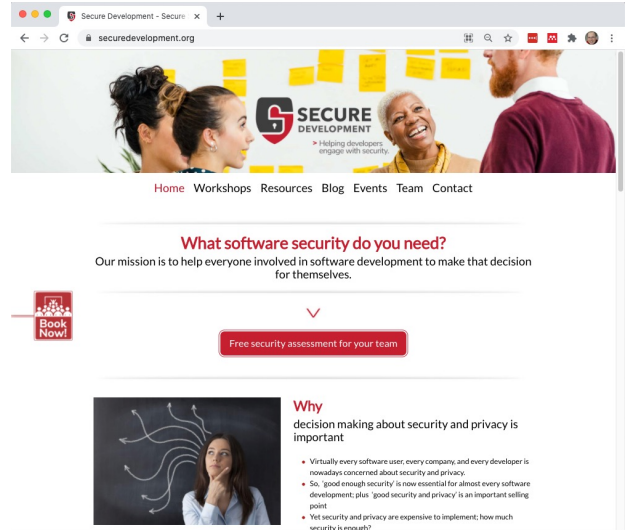 Secure Development - Secure
securedevelopment.org
SECURE
DEVELOPMENT
> Helping developers
engage with security.
Home Workshops Resources Blog Events Team Contact
What software security do you need?
Our mission is to help everyone involved in software development to make that decision
for themselves.
Book
Now!
Free security assessment for your team
Why
decision making about security and privacy is
important
• Virtually every software user, every company, and every developer is
nowadays concerned about security and privacy.
• So, 'good enough security' is now essential for almost every software
development; plus 'good security and privacy' is an important selling
point
• Yet security and privacy are expensive to implement; how much
security is enough?